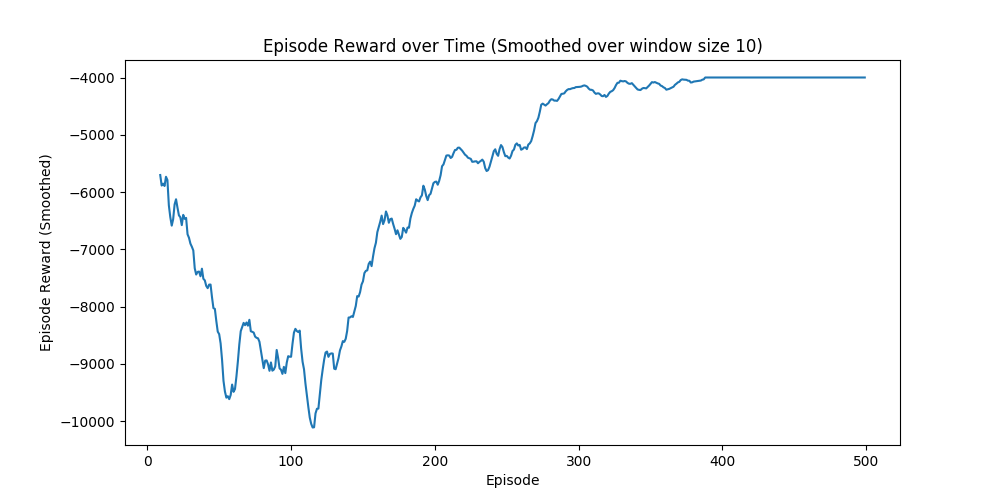 Episode Reward over Time (Smoothed over window size 10)
Episode Reward (Smoothed)
−4000
−5000
−6000
−7000
−8000
−9000
−10000
0 100 200 300 400 500
Episode